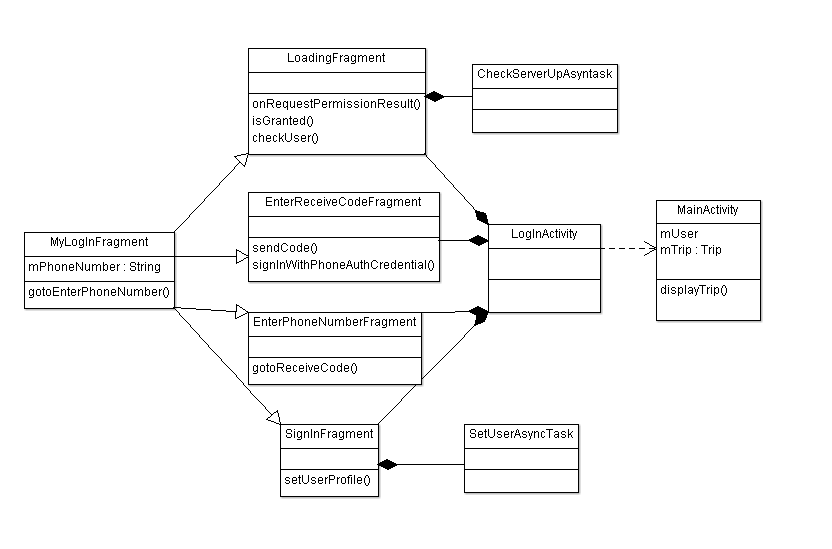 LoadingFragment
onRequestPermissionResult()
isGranted()
checkUser()
CheckServerUpAsyntask
EnterReceiveCodeFragment
sendCode()
signInWithPhoneAuthCredential()
MyLogInFragment
mPhoneNumber : String
gotoEnterPhoneNumber()
LogInActivity
MainActivity
mUser
mTrip : Trip
displayTrip()
EnterPhoneNumberFragment
gotoReceiveCode()
SignInFragment
setUserProfile()
SetUserAsyncTask